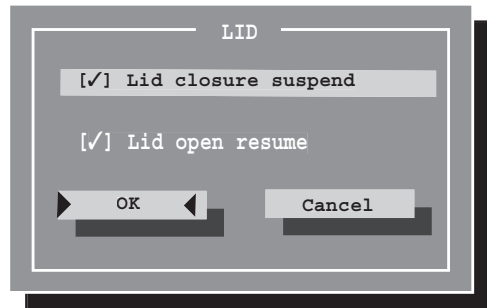 LID
[✓] Lid closure suspend
[✓] Lid open resume
OK
Cancel